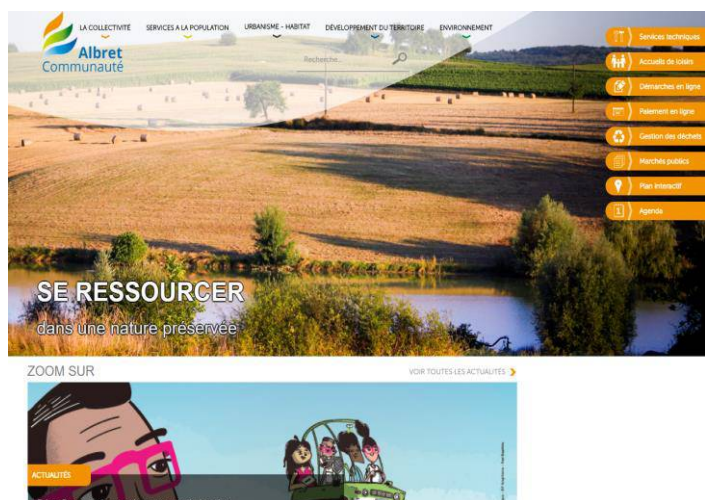 LA COLLECTIVITÉ
SERVICES A LA POPULATION
URBANISME - HABITAT
DÉVELOPPEMENT DU TERRITOIRE
ENVIRONNEMENT
Albret
Communauté
Recherche...
Services techniques
Accueils de loisirs
Démarches en ligne
Paiement en ligne
Gestion des déchets
Marchés publics
Plan interactif
1
Agenda
SE RESSOURCER
dans une nature préservée
ZOOM SUR
VOIR TOUTES LES ACTUALITÉS
ACTUALITÉS